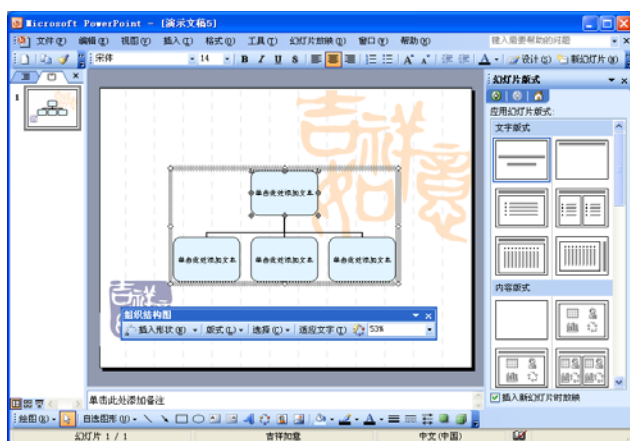 Microsoft PowerPoint - [演示文稿5]
文件(F) 编辑(E) 视图(V) 插入(I) 格式(O) 工具(T) 幻灯片放映(D) 窗口(W) 帮助(H) 键入需要帮助的问题
宋体 14 B I U S A A A 设计(S) 新幻灯片(N)
幻灯片版式
1
应用幻灯片版式:
文字版式
吉祥如意
单击此处添加文本
单击此处添加文本 单击此处添加文本 单击此处添加文本
吉祥
内容版式
组织结构图
插入形状(N) 版式(L) 选择(C) 适应文字(T) 53%
单击此处添加备注
插入新幻灯片时放映
绘图(R) 自选图形(U) A
幻灯片 1 / 1 吉祥如意 中文(中国)